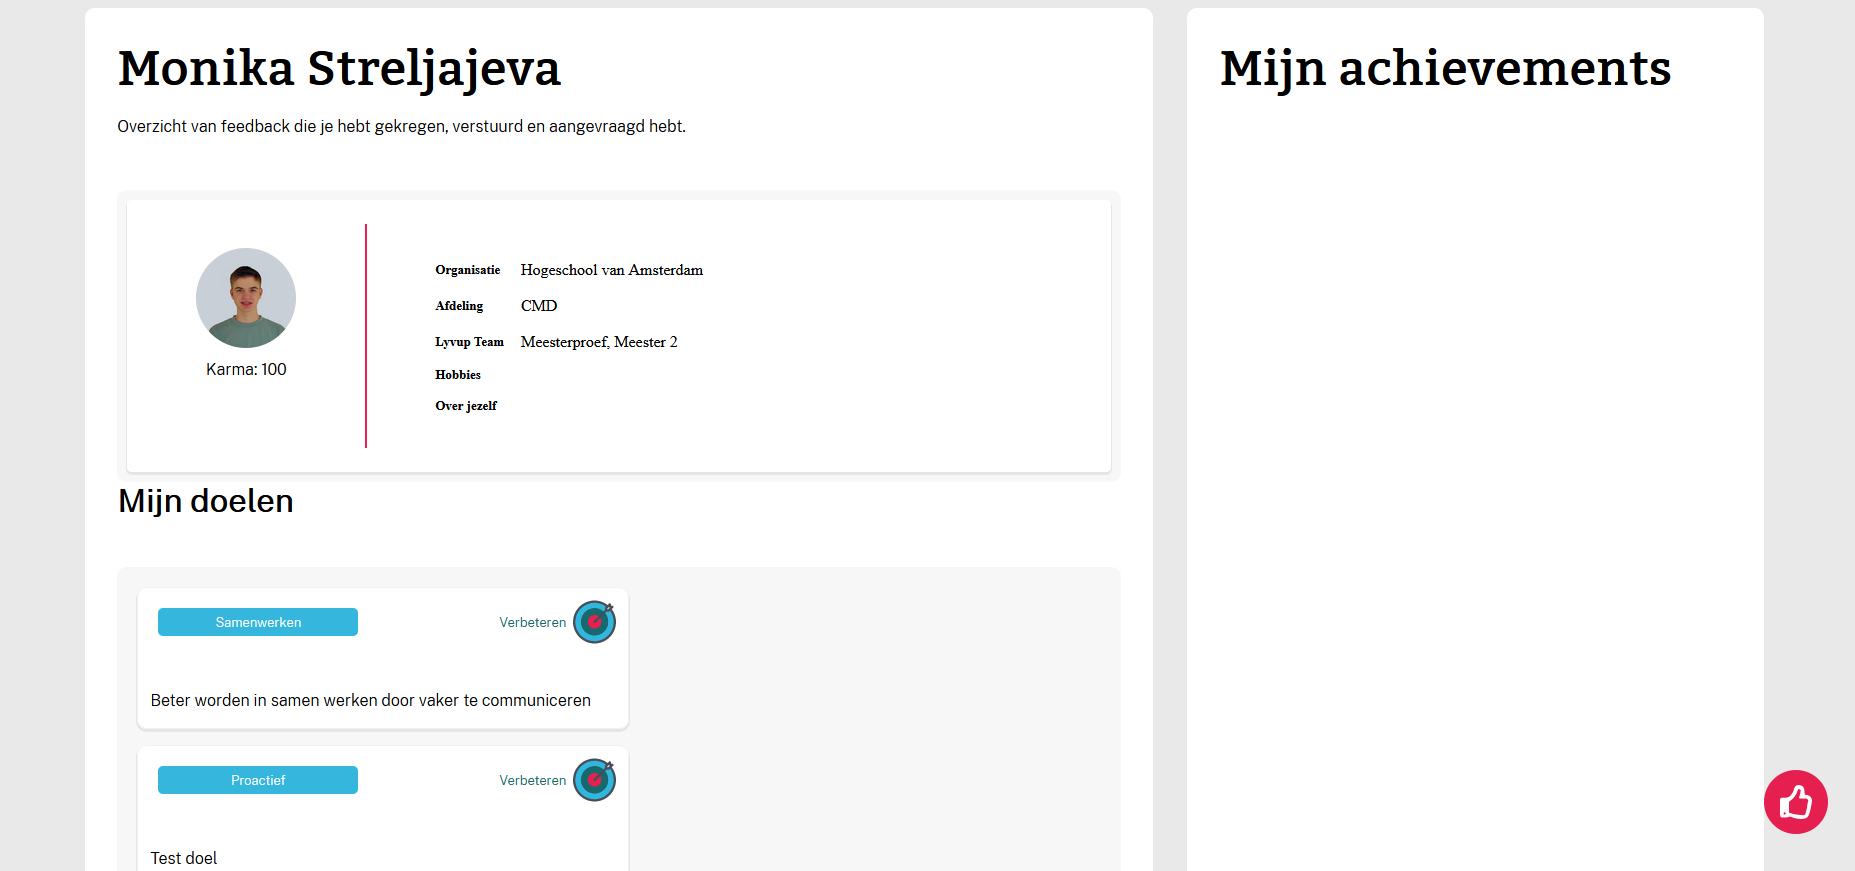 Monika Streljajeva
Overzicht van feedback die je hebt gekregen, verstuurd en aangevraagd hebt.
Karma: 100
Organisatie Hogeschool van Amsterdam
Afdeling CMD
Lyvup Team Meesterproef, Meester 2
Hobbies
Over jezelf
Mijn doelen
Samenwerken Verbeteren
Beter worden in samen werken door vaker te communiceren
Proactief Verbeteren
Test doel
Mijn achievements